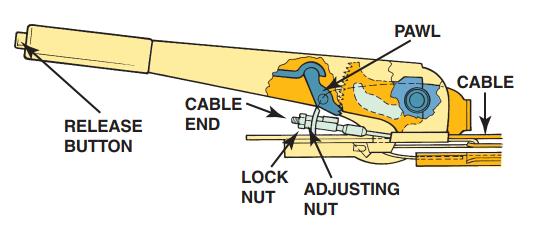 PAWL
CABLE
CABLE
END
RELEASE
BUTTON
LOCK
NUT
ADJUSTING
NUT